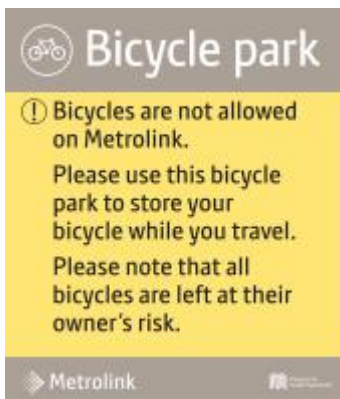 Bicycle park
! Bicycles are not allowed
on Metrolink.
Please use this bicycle
park to store your
bicycle while you travel.
Please note that all
bicycles are left at their
owner's risk.
Metrolink